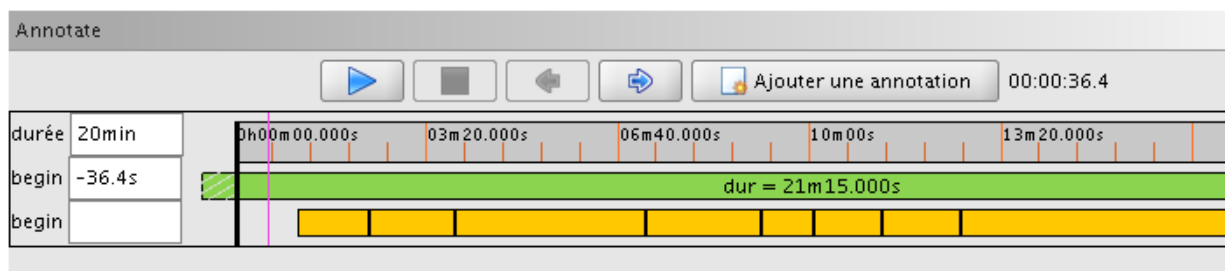 Annotate
Ajouter une annotation 00:00:36.4
durée 20min 0h00m00.000s 03m20.000s 06m40.000s 10m00s 13m20.000s
begin -36.4s dur = 21m15.000s
begin